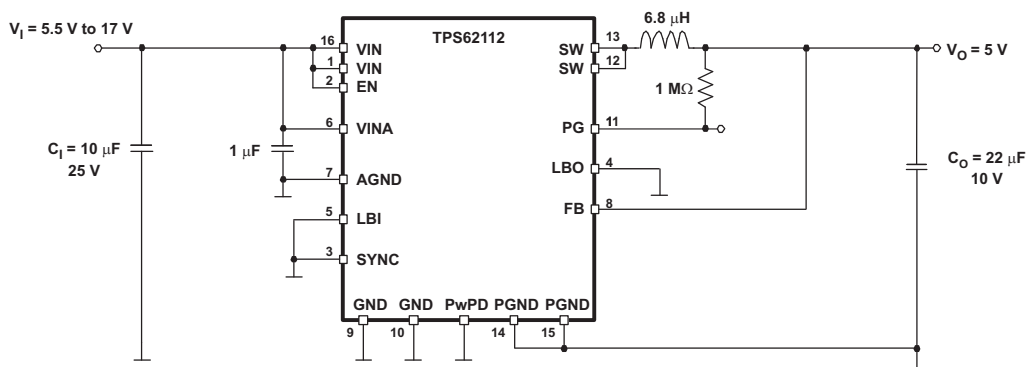 V_I = 5.5 V to 17 V
C_I = 10 μF
25 V
1 μF
TPS62112
16 VIN
1 VIN
2 EN
6 VINA
7 AGND
5 LBI
3 SYNC
SW 13
SW 12
PG 11
LBO 4
FB 8
GND GND PwPD PGND PGND
9 10 14 15
6.8 μH
1 MΩ
V_O = 5 V
C_O = 22 μF
10 V